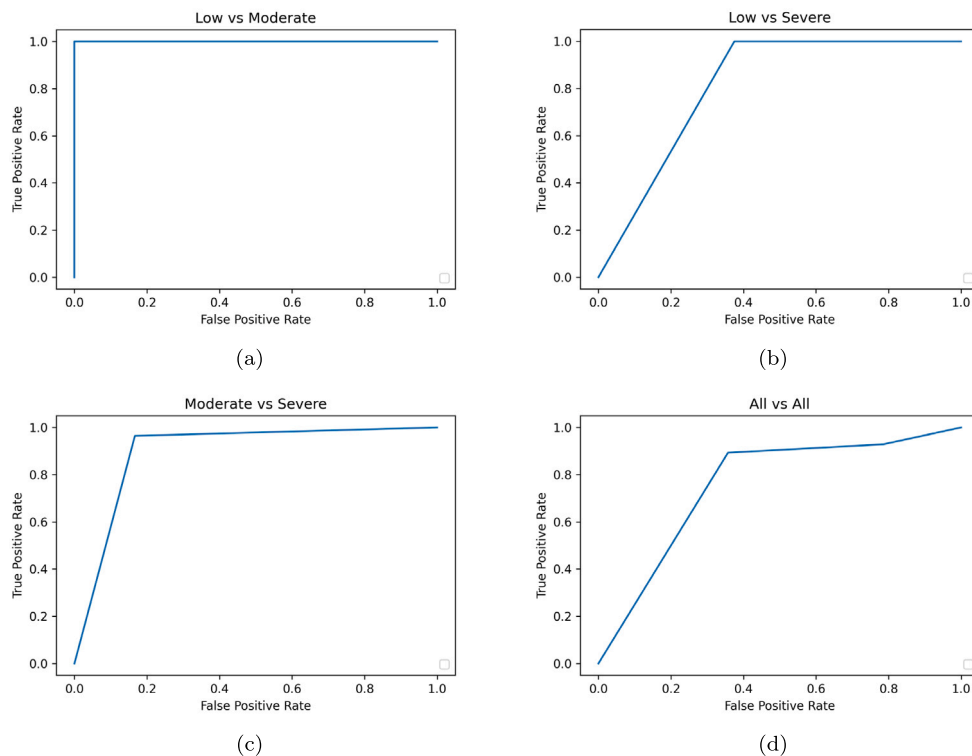 Low vs Moderate
True Positive Rate
1.0
0.8
0.6
0.4
0.2
0.0
0.0 0.2 0.4 0.6 0.8 1.0
False Positive Rate
(a)
Low vs Severe
True Positive Rate
1.0
0.8
0.6
0.4
0.2
0.0
0.0 0.2 0.4 0.6 0.8 1.0
False Positive Rate
(b)
Moderate vs Severe
True Positive Rate
1.0
0.8
0.6
0.4
0.2
0.0
0.0 0.2 0.4 0.6 0.8 1.0
False Positive Rate
(c)
All vs All
True Positive Rate
1.0
0.8
0.6
0.4
0.2
0.0
0.0 0.2 0.4 0.6 0.8 1.0
False Positive Rate
(d)